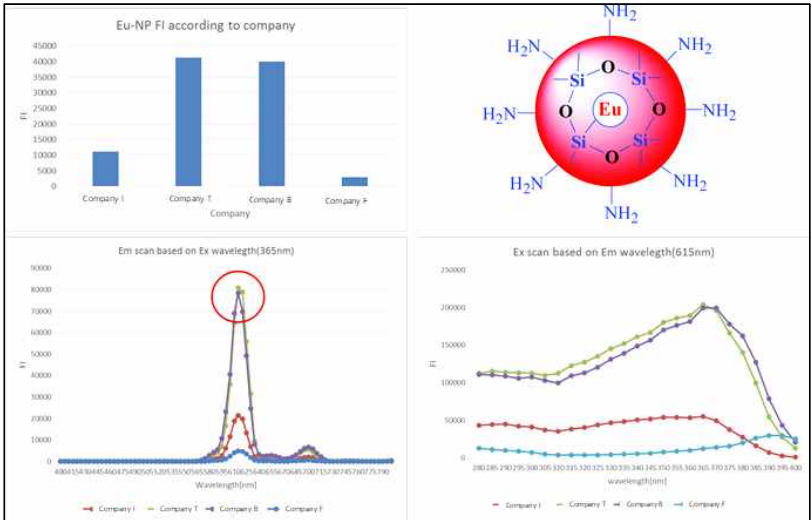 Eu-NP FI according to company
45000
40000
35000
30000
25000
20000
15000
10000
5000
0
FI
Company I Company T Company B Company F
Company
NH₂
H₂N NH₂
Si O Si
H₂N O Eu O NH₂
Si O Si
H₂N NH₂
NH₂
Em scan based on Ex wavelegth(365nm)
90000
80000
70000
60000
50000
40000
30000
20000
10000
0
FI
Wavelength[nm]
Company I Company T Company B Company F
Ex scan based on Em wavelegth(615nm)
250000
200000
150000
100000
50000
0
FI
280 285 290 295 300 305 310 315 320 325 330 335 340 345 350 355 360 365 370 375 380 385 390 395 400
wavelength[nm]
Company I Company T Company B Company F